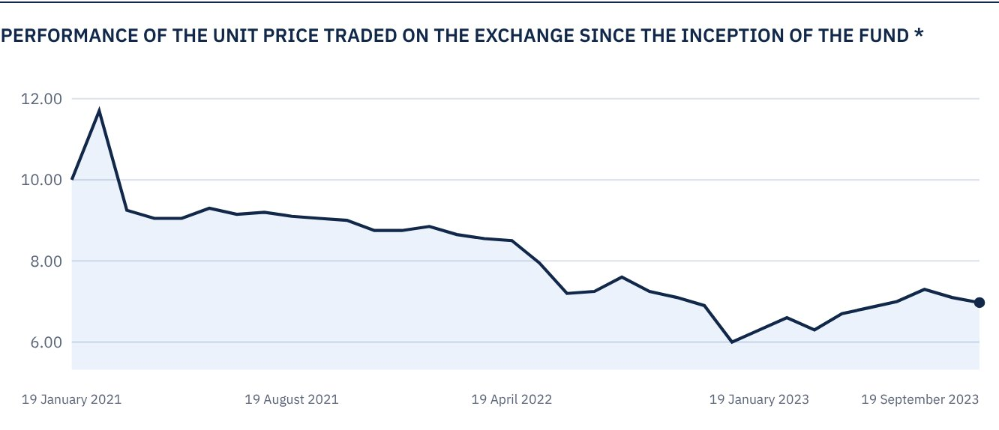 PERFORMANCE OF THE UNIT PRICE TRADED ON THE EXCHANGE SINCE THE INCEPTION OF THE FUND *
12.00
10.00
8.00
6.00
19 January 2021 19 August 2021 19 April 2022 19 January 2023 19 September 2023